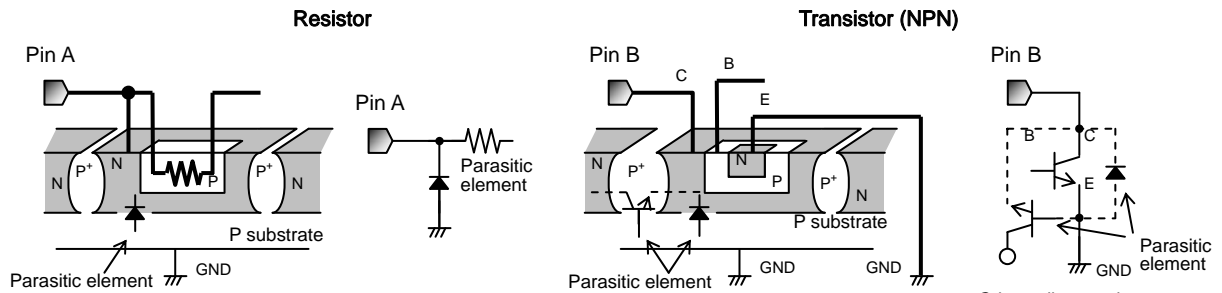 Resistor
Transistor (NPN)
Pin A
Pin A
Parasitic
element
N
P+
N
P
P+
N
P substrate
Parasitic element
GND
Pin B
C
B
E
N
P+
N
P
P+
N
P substrate
Parasitic element
GND
GND
Pin B
B
C
E
GND
Parasitic
element